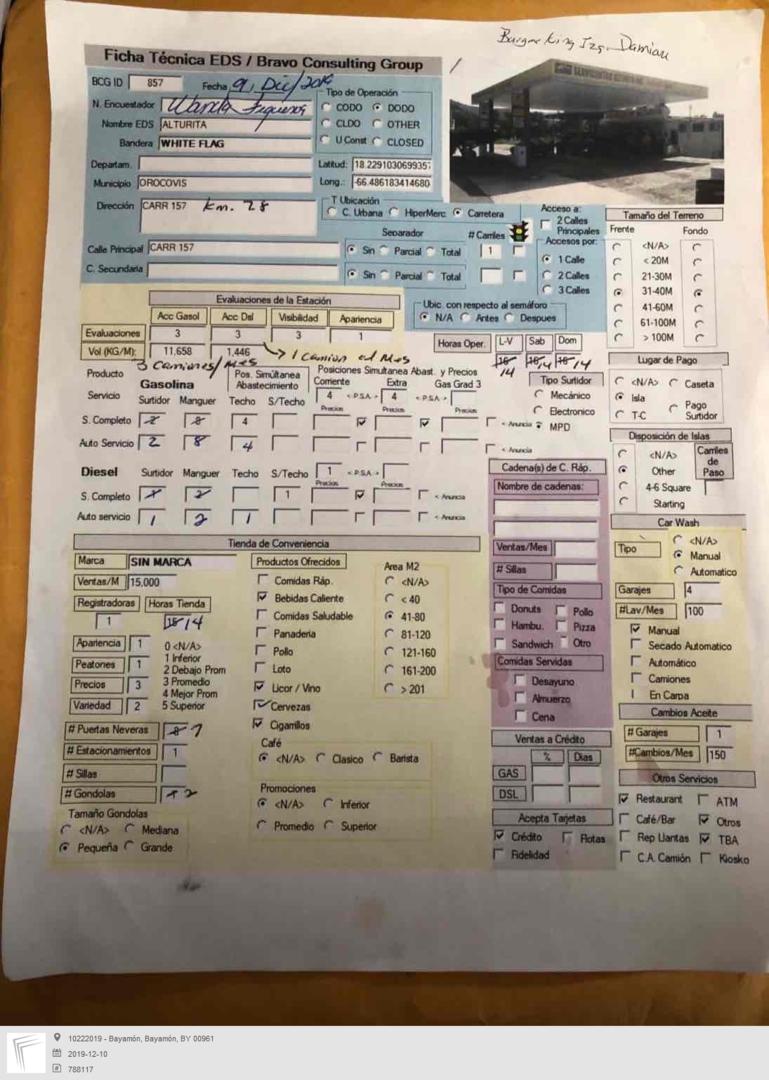 Burger King Izq. Damian
Ficha Técnica EDS / Bravo Consulting Group
BCG ID 857 Fecha 9, Dic/2019
N. Encuestador Wanda Figueroa
Nombre EDS ALTURITA
Bandera WHITE FLAG
Tipo de Operación
CODO DODO
CLDO OTHER
U Const CLOSED
Departam.
Municipio OROCOVIS
Latitud: 18.229103069935
Long.: -66.486183414680
Dirección CARR 157 km. 28
T Ubicación
C. Urbana HiperMerc Carretera
Separador # Carriles
Calle Principal CARR 157 Sin Parcial Total 1
C. Secundaria Sin Parcial Total
Acceso a:
2 Calles Principales
Accesos por:
1 Calle
2 Calles
3 Calles
Tamaño del Terreno
Frente Fondo
<N/A>
< 20M
21-30M
31-40M
41-60M
61-100M
> 100M
Evaluaciones de la Estación
Acc Gasol Acc Dsl Visibilidad Apariencia
Evaluaciones 3 3 3 1
Vol (KG/M): 11,658 1,446
3 Camiones/Mes
1 Camion al Mes
Ubic. con respecto al semáforo
N/A Antes Despues
Horas Oper. L-V Sab Dom
14 14 14
Lugar de Pago
<N/A> Caseta
Isla
T-C Pago Surtidor
Producto
Servicio
Gasolina
Surtidor Manguer
Pos. Simúltanea Abastecimiento
Techo S/Techo
Posiciones Simultanea Abast. y Precios
Corriente Extra Gas Grad 3
4 < P.S.A > 4 < P.S.A >
Precios Precios Precios
S. Completo 2 8 4 < Anuncia
Auto Servicio 2 8 4 < Anuncia
Tipo Surtidor
Mecánico
Electronico
MPD
Disposición de Islas
<N/A>
Other
4-6 Square
Starting
Carriles de Paso
Diesel Surtidor Manguer Techo S/Techo 1 < P.S.A >
Precios Precios
S. Completo 1 2 1 < Anuncia
Auto servicio 1 2 1 < Anuncia
Cadena(s) de C. Ráp.
Nombre de cadenas:
Ventas/Mes
# Sillas
Tipo de Comidas
Donuts Pollo
Hambu. Pizza
Sandwich Otro
Comidas Servidas
Desayuno
Almuerzo
Cena
Ventas a Crédito
% Dias
GAS
DSL
Acepta Tarjetas
Crédito Flotas
Fidelidad
Car Wash
Tipo
<N/A>
Manual
Automatico
Garajes 4
#Lav/Mes 100
Manual
Secado Automatico
Automático
Camiones
En Carpa
Cambios Aceite
# Garajes 1
#Cambios/Mes 150
Otros Servicios
Restaurant ATM
Café/Bar Otros
Rep Llantas TBA
C.A. Camión Kiosko
Tienda de Conveniencia
Marca SIN MARCA
Ventas/M 15,000
Registradoras Horas Tienda
1 14
Apariencia 1
Peatones 1
Precios 3
Variedad 2
0 <N/A>
1 Inferior
2 Debajo Prom
3 Promedio
4 Mejor Prom
5 Superior
# Puertas Neveras 7
# Estacionamientos 1
# Sillas
# Gondolas 2
Tamaño Gondolas
<N/A> Mediana
Pequeña Grande
Productos Ofrecidos
Comidas Ráp.
Bebidas Caliente
Comidas Saludable
Panaderia
Pollo
Loto
Licor / Vino
Cervezas
Cigarrillos
Area M2
<N/A>
< 40
41-80
81-120
121-160
161-200
> 201
Café
<N/A> Clasico Barista
Promociones
<N/A> Inferior
Promedio Superior
10222019 - Bayamón, Bayamón, BY 00961
2019-12-10
788117